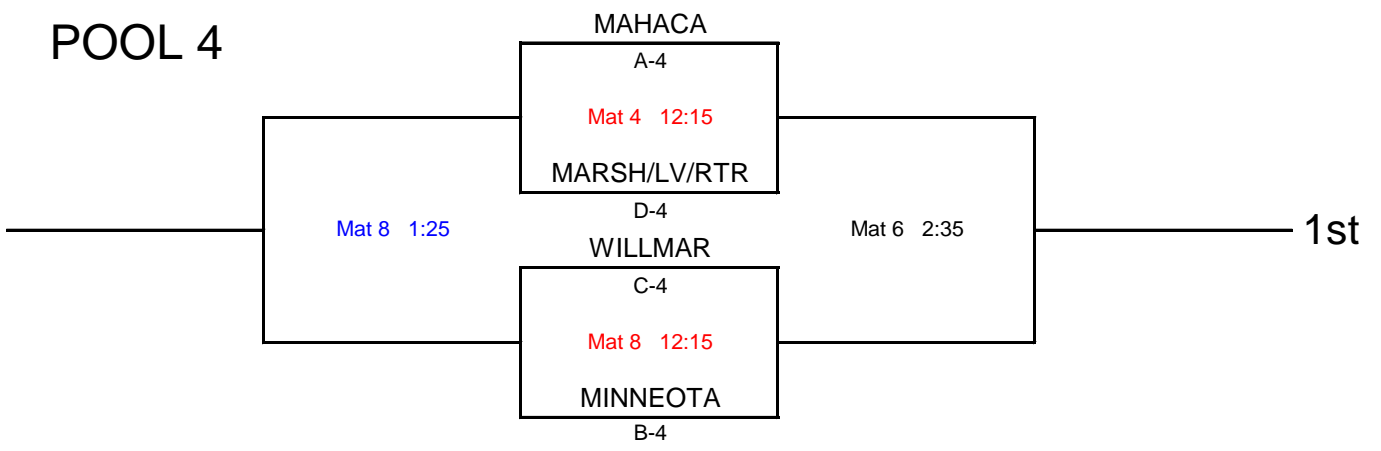 POOL 4
MAHACA
A-4
Mat 4 12:15
MARSH/LV/RTR
D-4
Mat 8 1:25
Mat 6 2:35
1st
WILLMAR
C-4
Mat 8 12:15
MINNEOTA
B-4